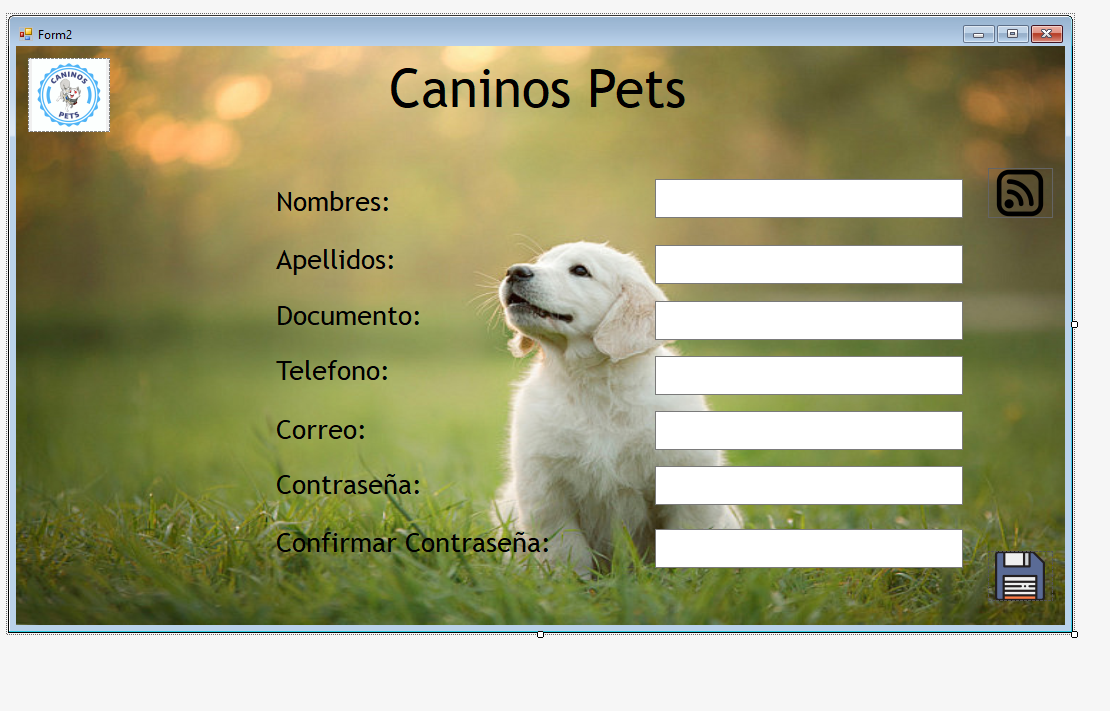 Form2
CANINOS
PETS
Caninos Pets
Nombres:
Apellidos:
Documento:
Telefono:
Correo:
Contraseña:
Confirmar Contraseña: